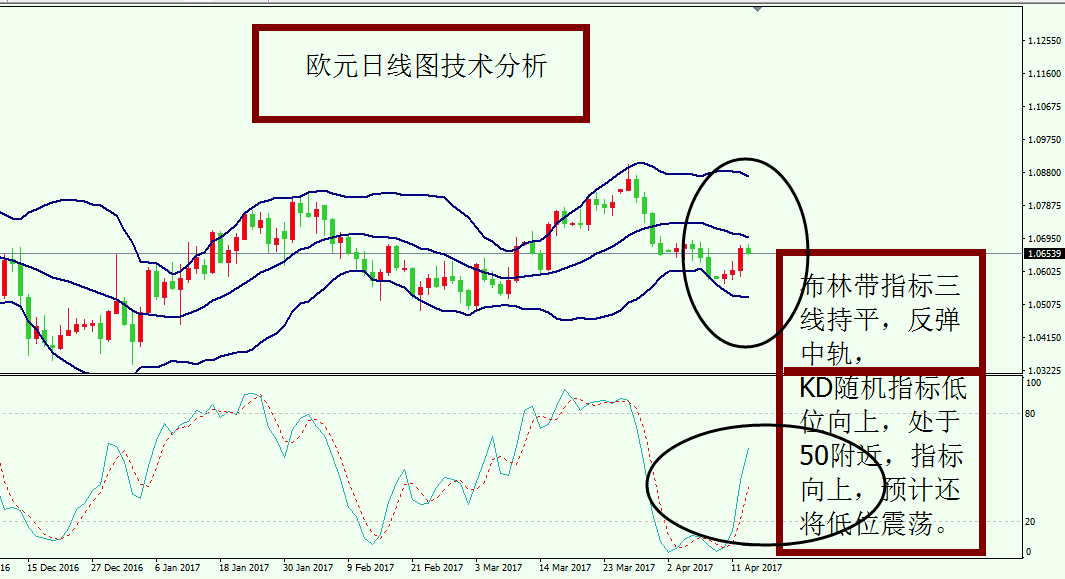 欧元日线图技术分析
1.12550
1.11600
1.10675
1.09750
1.08800
1.07875
1.06950
1.06539
1.06025
1.05075
1.04150
1.03225
布林带指标三
线持平，反弹
中轨，
KD随机指标低
位向上，处于
50附近，指标
向上，预计还
将低位震荡。
100
80
20
0
16 15 Dec 2016 27 Dec 2016 6 Jan 2017 18 Jan 2017 30 Jan 2017 9 Feb 2017 21 Feb 2017 3 Mar 2017 14 Mar 2017 23 Mar 2017 2 Apr 2017 11 Apr 2017